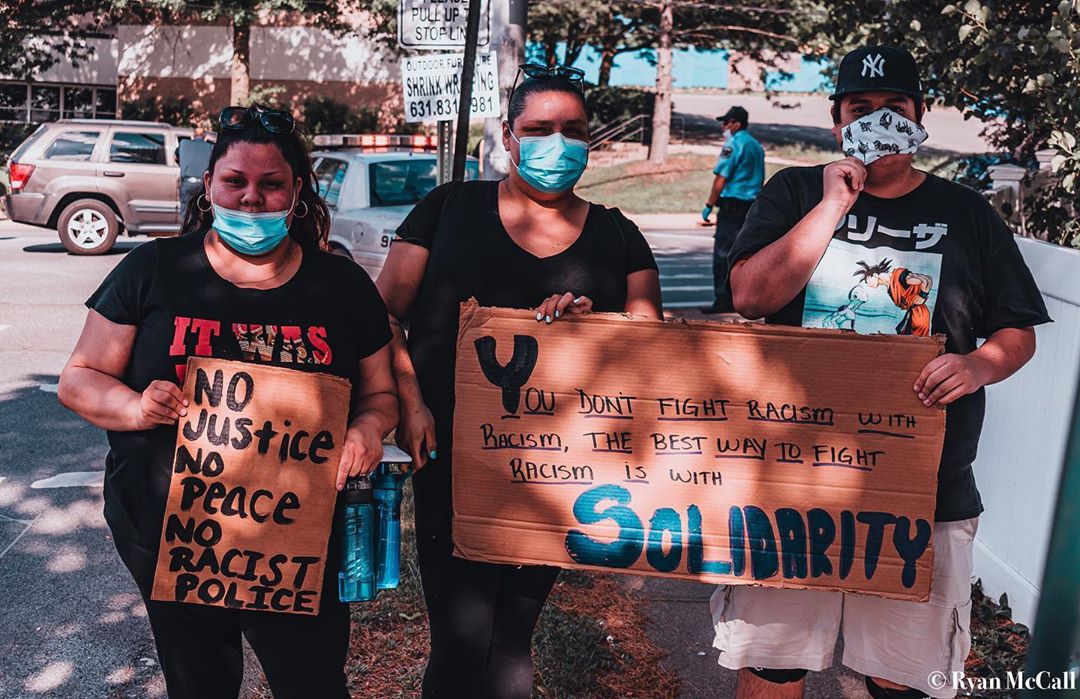 PULL UP TO
STOP LINE
OUTDOOR FURNITURE
SHRINK WRAPPING
NY
フリーザ
IT WAS
NO
JUStice
NO
Peace
NO
RACIST
POLICE
YOU DON'T FIGHT RACISM WITH
RACISM, THE BEST WAY TO FIGHT
RACISM IS WITH
SOLIDARITY
© Ryan McCall